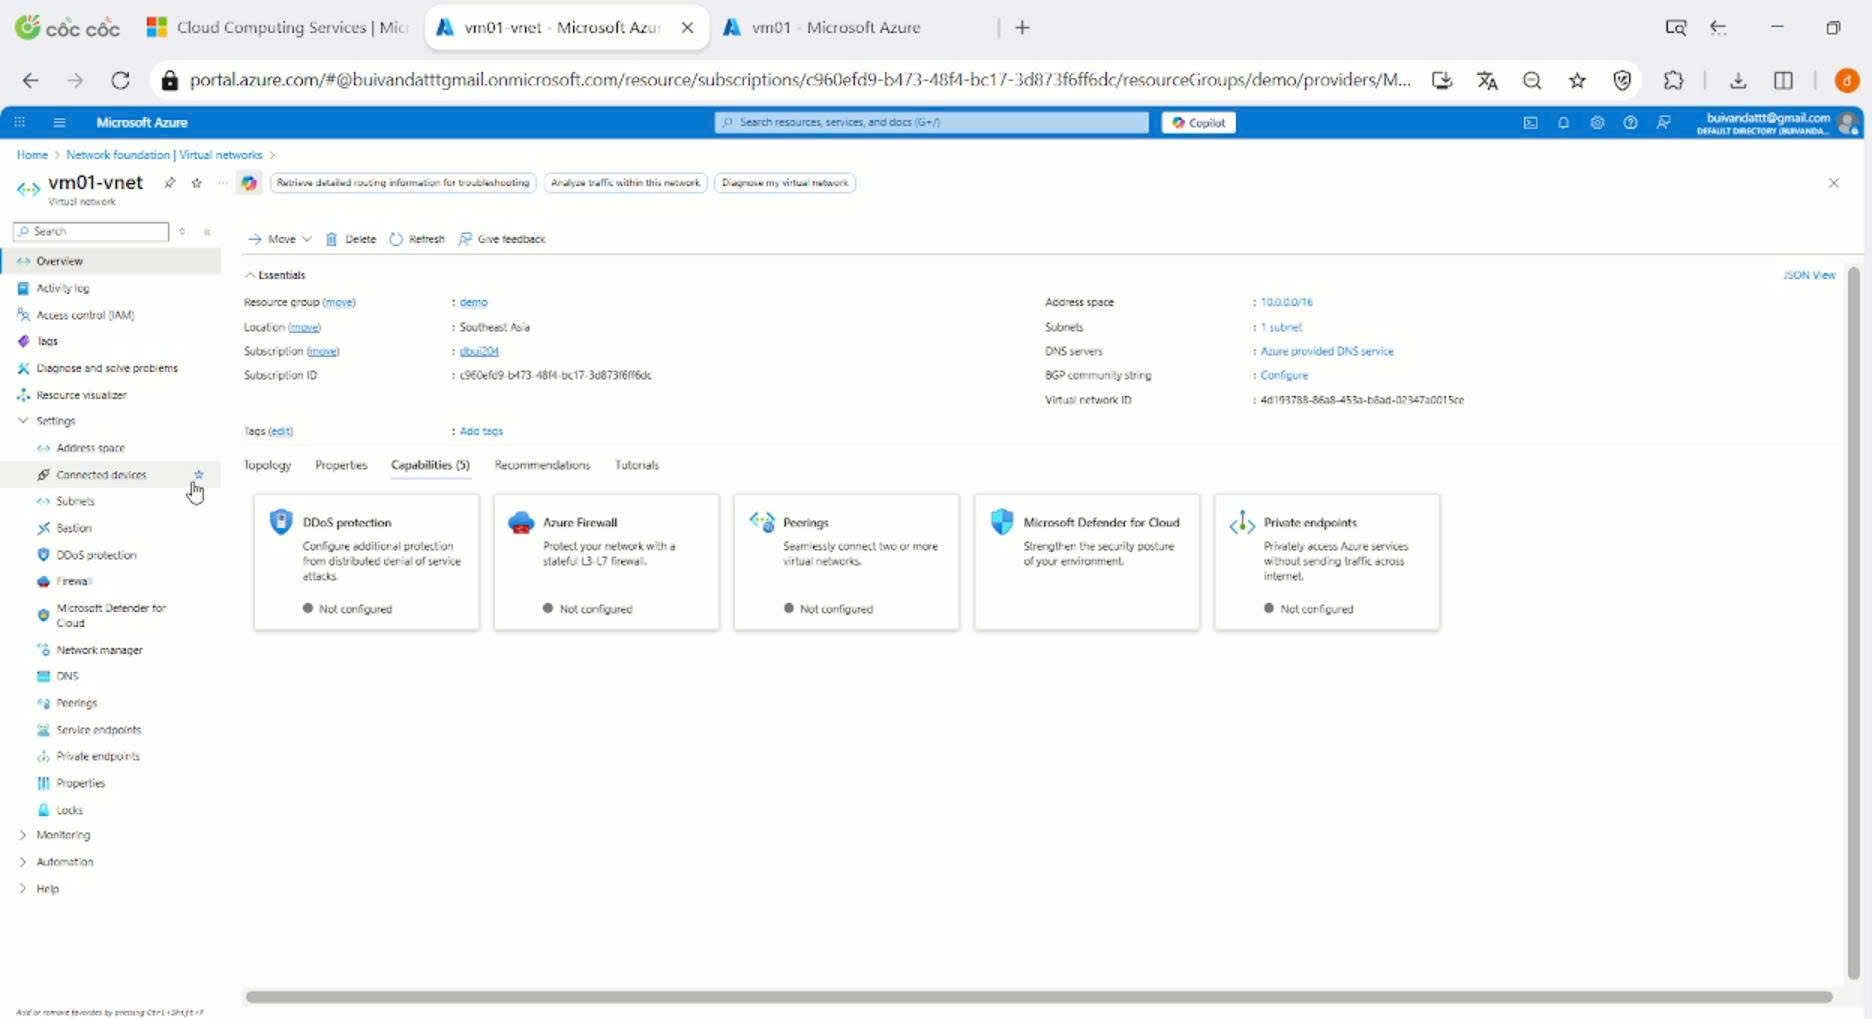 cốc cốc
Cloud Computing Services | Mic
vm01-vnet - Microsoft Azu
vm01 - Microsoft Azure
portal.azure.com/#@buivandatttgmail.onmicrosoft.com/resource/subscriptions/c960efd9-b473-48f4-bc17-3d873f6ff6dc/resourceGroups/demo/providers/M...
d
Microsoft Azure
Search resources, services, and docs (G+/)
Copilot
buivandattt@gmail.com
DEFAULT DIRECTORY (BUIVANDA...
Home > Network foundation | Virtual networks >
vm01-vnet
Virtual network
Retrieve detailed routing information for troubleshooting
Analyze traffic within this network
Diagnose my virtual network
Search
Move
Delete
Refresh
Give feedback
Overview
Activity log
Access control (IAM)
Tags
Diagnose and solve problems
Resource visualizer
Settings
Address space
Connected devices
Subnets
Bastion
DDoS protection
Firewall
Microsoft Defender for
Cloud
Network manager
DNS
Peerings
Service endpoints
Private endpoints
Properties
Locks
Monitoring
Automation
Help
Add or remove favorites by pressing Ctrl+Shift+F
Essentials
JSON View
Resource group (move) : demo
Location (move) : Southeast Asia
Subscription (move) : dbui204
Subscription ID : c960efd9-b473-48f4-bc17-3d873f6ff6dc
Address space : 10.0.0.0/16
Subnets : 1 subnet
DNS servers : Azure provided DNS service
BGP community string : Configure
Virtual network ID : 4d193788-86a8-453a-b8ad-02347a0015ce
Tags (edit) : Add tags
Topology
Properties
Capabilities (5)
Recommendations
Tutorials
DDoS protection
Configure additional protection
from distributed denial of service
attacks.
Not configured
Azure Firewall
Protect your network with a
stateful L3-L7 firewall.
Not configured
Peerings
Seamlessly connect two or more
virtual networks.
Not configured
Microsoft Defender for Cloud
Strengthen the security posture
of your environment.
Private endpoints
Privately access Azure services
without sending traffic across
internet.
Not configured